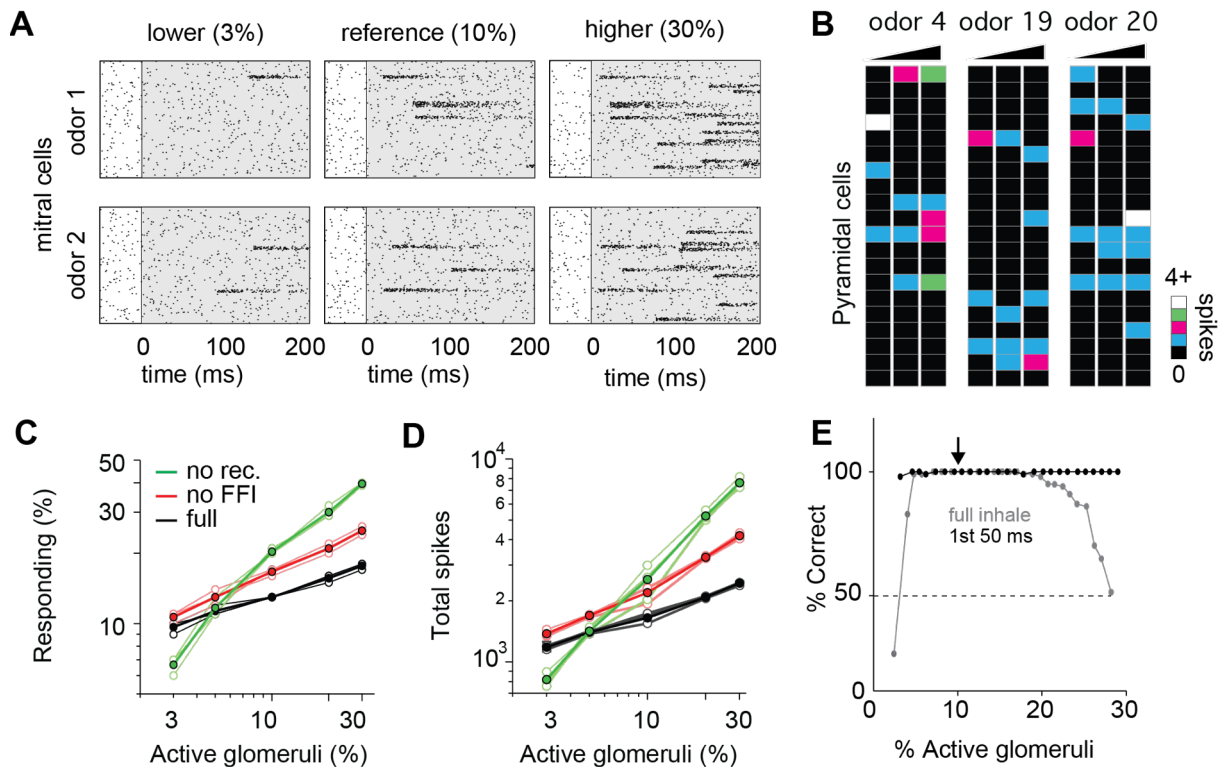 A
lower (3%)
reference (10%)
higher (30%)
mitral cells
odor 1
odor 2
0 100 200
0 100 200
0 100 200
time (ms)
time (ms)
time (ms)
B
odor 4
odor 19
odor 20
Pyramidal cells
4+
spikes
0
C
Responding (%)
50
30
10
no rec.
no FFI
full
3
10
30
Active glomeruli (%)
D
Total spikes
10^4
4
2
10^3
3
10
30
Active glomeruli (%)
E
% Correct
100
50
0
full inhale
1st 50 ms
0
10
20
30
% Active glomeruli